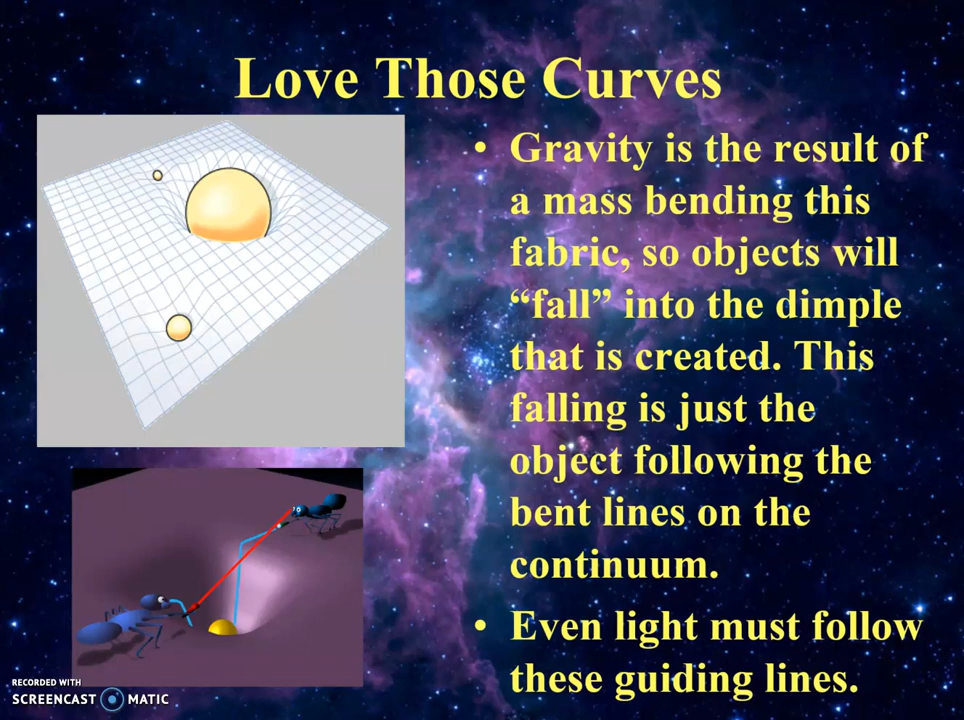 Love Those Curves
• Gravity is the result of
a mass bending this
fabric, so objects will
“fall” into the dimple
that is created. This
falling is just the
object following the
bent lines on the
continuum.
• Even light must follow
these guiding lines.
RECORDED WITH
SCREENCAST MATIC